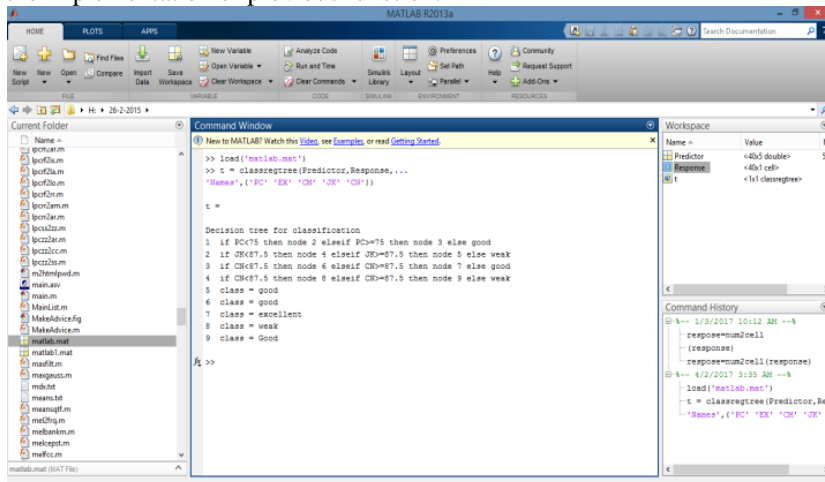 MATLAB R2013a
HOME PLOTS APPS
Search Documentation
New Script
New
Open
Find Files
Compare
Import Data
Save Workspace
New Variable
Open Variable
Clear Workspace
Analyze Code
Run and Time
Clear Commands
Simulink Library
Layout
Preferences
Set Path
Parallel
Help
Community
Request Support
Add-Ons
FILE VARIABLE CODE SIMULINK ENVIRONMENT RESOURCES
H: 26-2-2015
Current Folder
Name
lpcrf2is.m
lpcrf2la.m
lpcrf2lo.m
lpcrf2rr.m
lpcrr2am.m
lpcrr2ar.m
lpcss2zz.m
lpczz2ar.m
lpczz2cc.m
lpczz2ss.m
m2htmlpwd.m
main.asv
main.m
MainList.m
MakeAdvice.fig
MakeAdvice.m
matlab.mat
matlab1.mat
maxfilt.m
maxgauss.m
mdx.txt
means.txt
meansqtf.m
mel2frq.m
melbankm.m
melcepst.m
melfcc.m
matlab.mat (MAT File)
Command Window
New to MATLAB? Watch this Video, see Examples, or read Getting Started.
>> load('matlab.mat')
>> t = classregtree(Predictor,Response,...
'Names',{'PC' 'EX' 'CM' 'JK' 'CN'})
t =
Decision tree for classification
1 if PC<75 then node 2 elseif PC>=75 then node 3 else good
2 if JK<87.5 then node 4 elseif JK>=87.5 then node 5 else weak
3 if CN<87.5 then node 6 elseif CN>=87.5 then node 7 else good
4 if CN<87.5 then node 8 elseif CN>=87.5 then node 9 else weak
5 class = good
6 class = good
7 class = excellent
8 class = weak
9 class = Good
fx >>
Workspace
Name Value
Predictor <40x5 double>
Response <40x1 cell>
t <1x1 classregtree>
Command History
%-- 1/3/2017 10:12 AM --%
respose=num2cell
(response)
respose=num2cell(response)
%-- 4/2/2017 3:35 AM --%
load('matlab.mat')
t = classregtree(Predictor,Re
'Names',{'PC' 'EX' 'CM' 'JK'